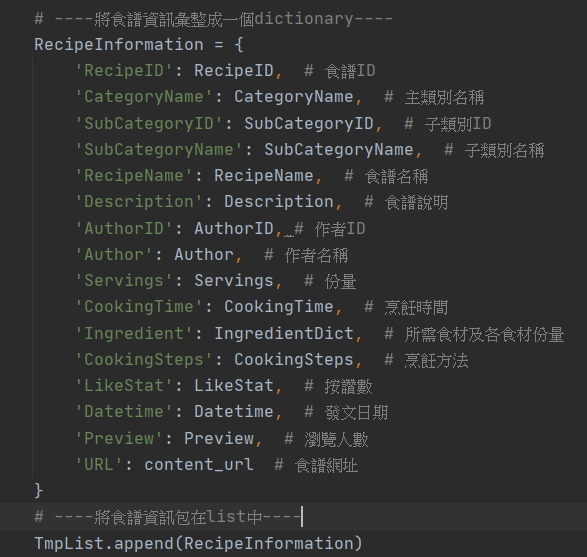 # ----將食譜資訊彙整成一個dictionary----
RecipeInformation = {
'RecipeID': RecipeID,  # 食譜ID
'CategoryName': CategoryName,  # 主類別名稱
'SubCategoryID': SubCategoryID,  # 子類別ID
'SubCategoryName': SubCategoryName,  # 子類別名稱
'RecipeName': RecipeName,  # 食譜名稱
'Description': Description,  # 食譜說明
'AuthorID': AuthorID, # 作者ID
'Author': Author,  # 作者名稱
'Servings': Servings,  # 份量
'CookingTime': CookingTime,  # 烹飪時間
'Ingredient': IngredientDict,  # 所需食材及各食材份量
'CookingSteps': CookingSteps,  # 烹飪方法
'LikeStat': LikeStat,  # 按讚數
'Datetime': Datetime,  # 發文日期
'Preview': Preview,  # 瀏覽人數
'URL': content_url  # 食譜網址
}
# ----將食譜資訊包在list中----
TmpList.append(RecipeInformation)